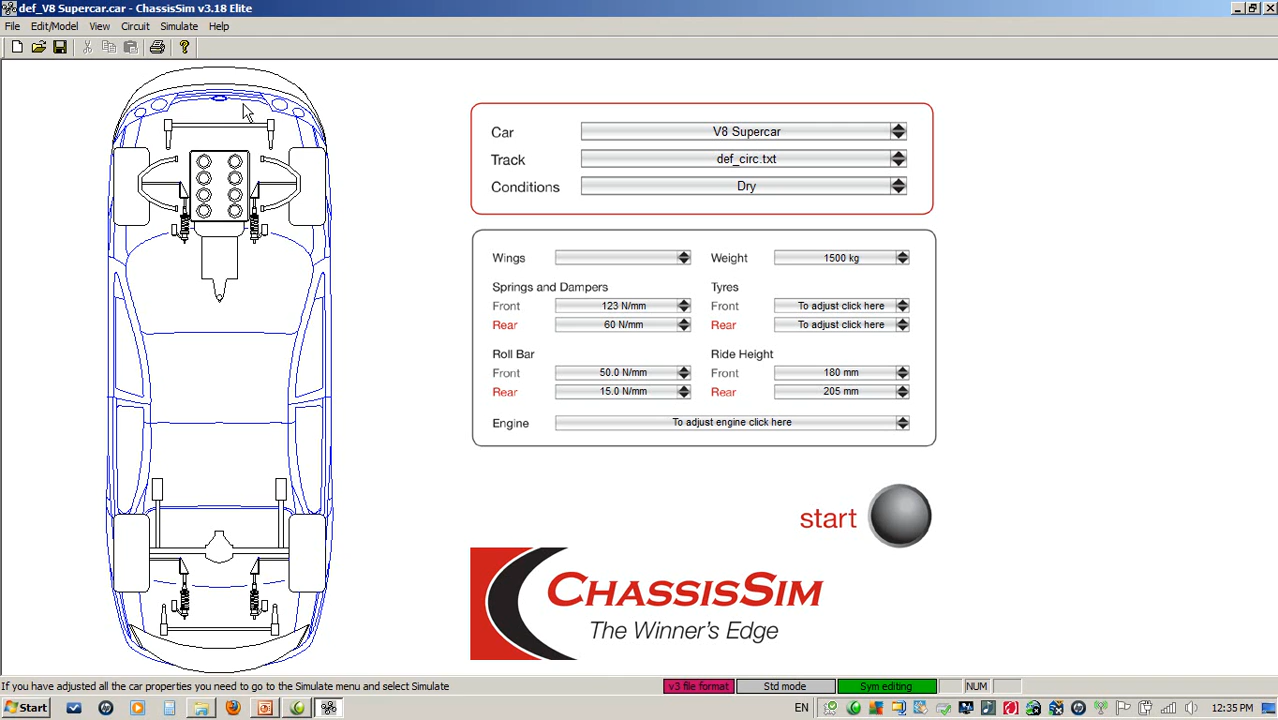 def_V8 Supercar.car - ChassisSim v3.18 Elite
File Edit/Model View Circuit Simulate Help
Car V8 Supercar
Track def_circ.txt
Conditions Dry
Wings Weight 1500 kg
Springs and Dampers Tyres
Front 123 N/mm Front To adjust click here
Rear 60 N/mm Rear To adjust click here
Roll Bar Ride Height
Front 50.0 N/mm Front 180 mm
Rear 15.0 N/mm Rear 205 mm
Engine To adjust engine click here
start
CHASSISSIM
The Winner's Edge
If you have adjusted all the car properties you need to go to the Simulate menu and select Simulate v3 file format Std mode Sym editing NUM
Start EN 12:35 PM